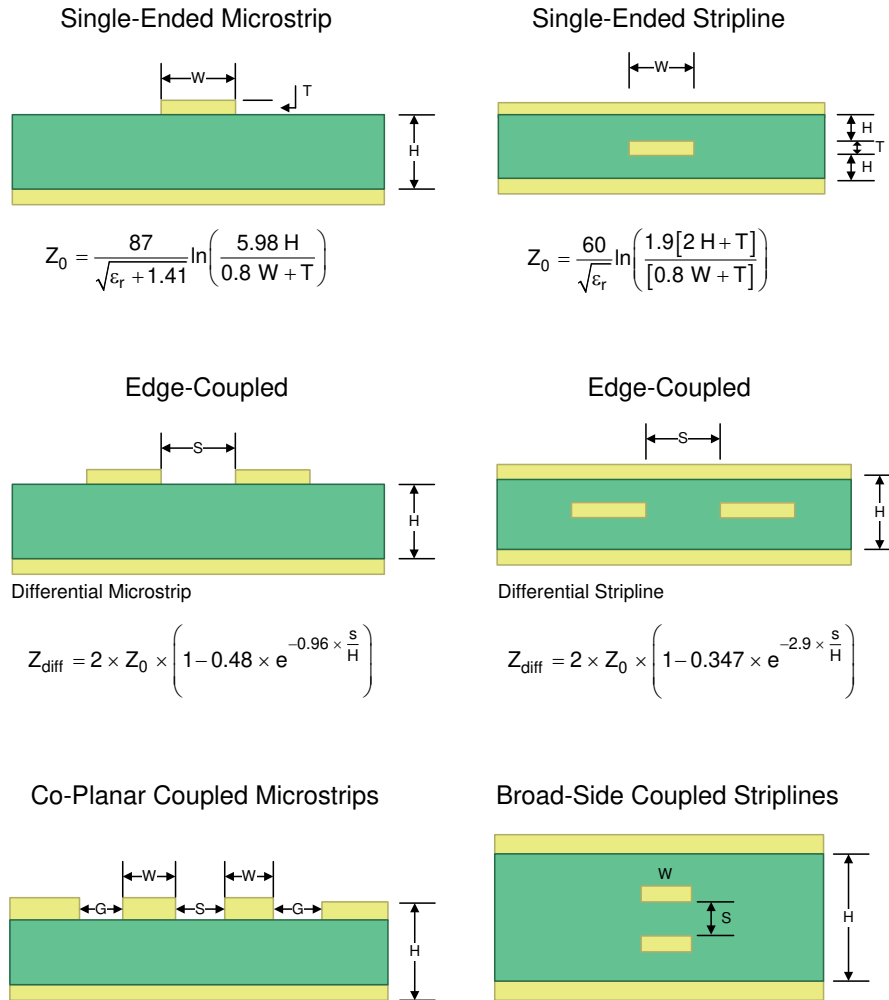 Single-Ended Microstrip
W
T
H
Z₀ = 87/√(εr + 1.41) ln(5.98 H/(0.8 W + T))
Single-Ended Stripline
W
H
T
H
Z₀ = 60/√εr ln(1.9[2 H + T]/[0.8 W + T])
Edge-Coupled
S
H
Differential Microstrip
Z_diff = 2 × Z₀ × (1 − 0.48 × e^(−0.96 × s/H))
Edge-Coupled
S
H
Differential Stripline
Z_diff = 2 × Z₀ × (1 − 0.347 × e^(−2.9 × s/H))
Co-Planar Coupled Microstrips
W W
G S G
H
Broad-Side Coupled Striplines
W
S
H